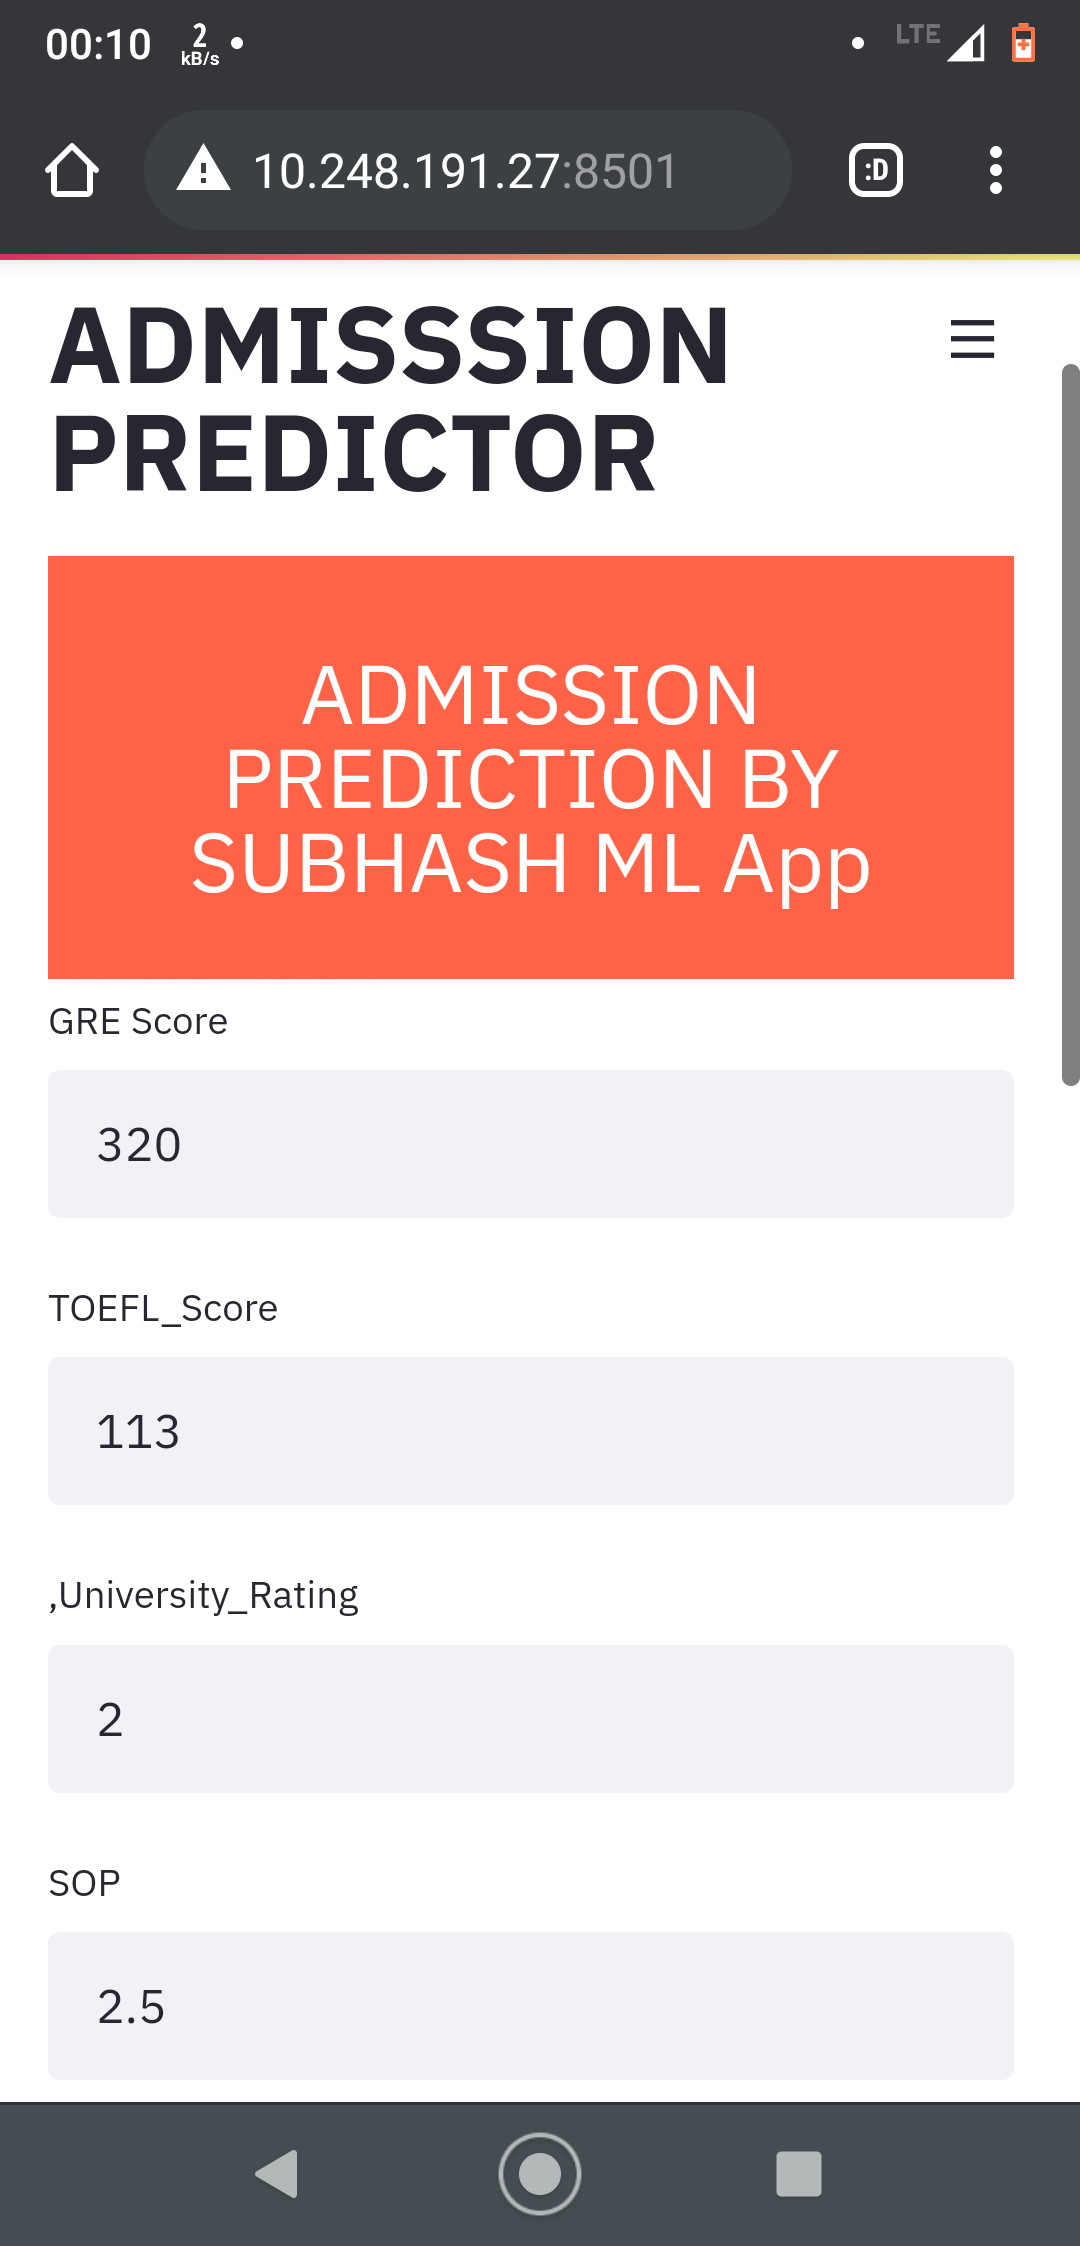 00:10 2 kB/s LTE
10.248.191.27:8501 :D
ADMISSSION
PREDICTOR
ADMISSION
PREDICTION BY
SUBHASH ML App
GRE Score
320
TOEFL_Score
113
,University_Rating
2
SOP
2.5